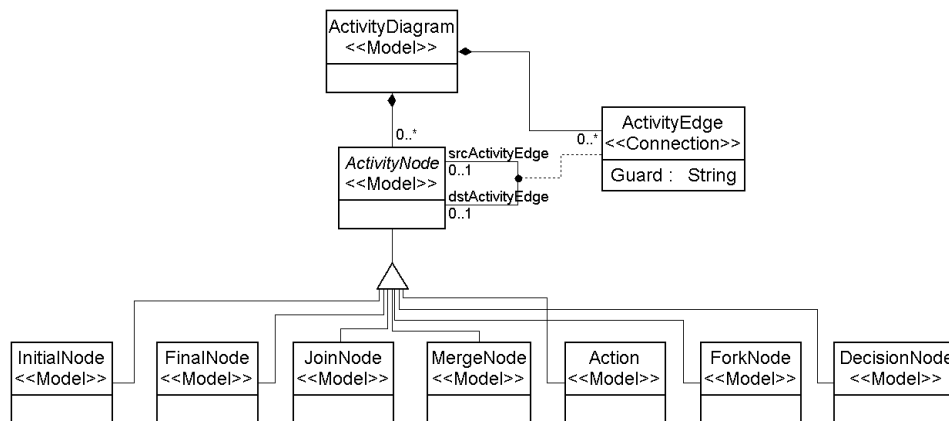 ActivityDiagram
<<Model>>
0..*
ActivityNode
<<Model>>
srcActivityEdge
0..1
dstActivityEdge
0..1
0..*
ActivityEdge
<<Connection>>
Guard : String
InitialNode
<<Model>>
FinalNode
<<Model>>
JoinNode
<<Model>>
MergeNode
<<Model>>
Action
<<Model>>
ForkNode
<<Model>>
DecisionNode
<<Model>>